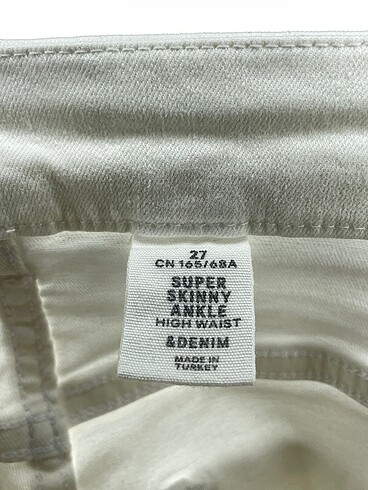 27
CN 165/68A
SUPER
SKINNY
ANKLE
HIGH WAIST
&DENIM
MADE IN
TURKEY